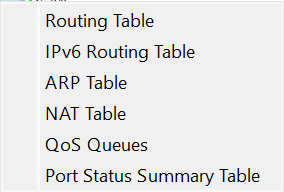 Routing Table
IPv6 Routing Table
ARP Table
NAT Table
QoS Queues
Port Status Summary Table